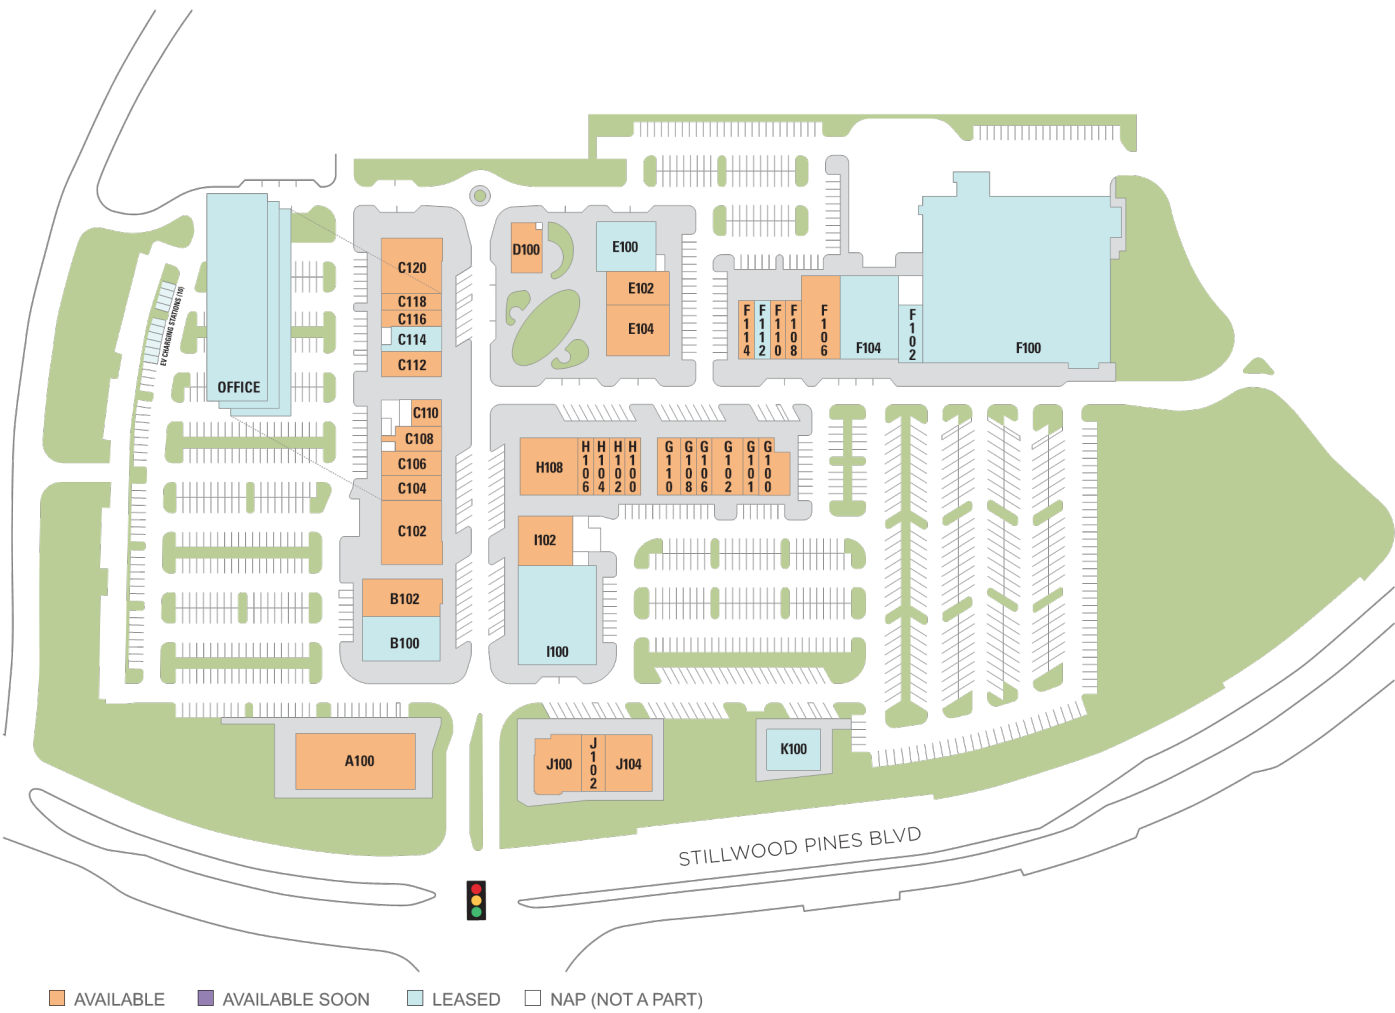 D100
E100
C120
E102
C118
C116
E104
C114
C112
F114
F112
F110
F108
F106
F104
F102
F100
EV CHARGING STATIONS (16)
OFFICE
C110
C108
C106
C104
C102
H108
H106
H104
H102
H100
G110
G108
G106
G102
G101
G100
I102
B102
B100
I100
A100
J100
J102
J104
K100
STILLWOOD PINES BLVD
AVAILABLE
AVAILABLE SOON
LEASED
NAP (NOT A PART)